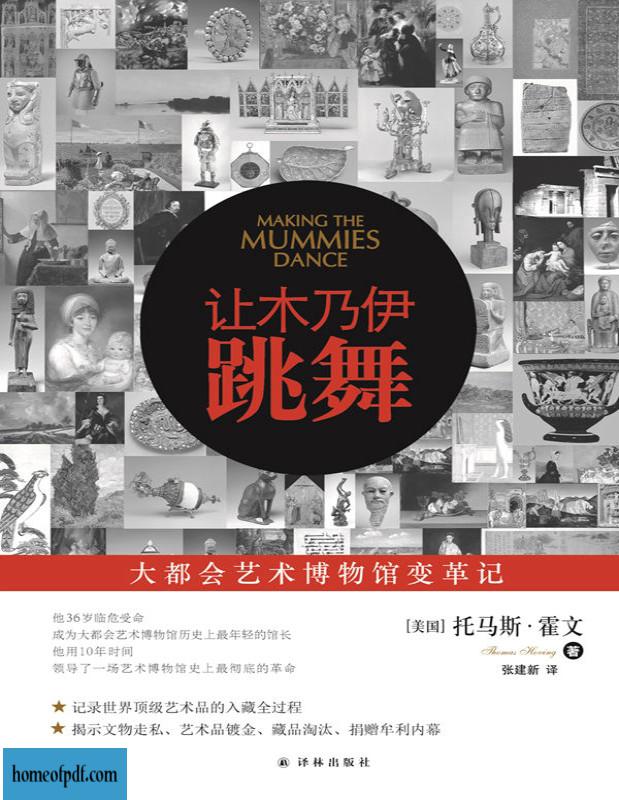 MAKING THE
MUMMIES
DANCE
让木乃伊
跳舞
大都会艺术博物馆变革记
他36岁临危受命
成为大都会艺术博物馆历史上最年轻的馆长
他用10年时间
领导了一场艺术博物馆史上最彻底的革命
[美国] 托马斯·霍文
Thomas Hoving 著
张建新 译
★ 记录世界顶级艺术品的入藏全过程
★ 揭示文物走私、艺术品镀金、藏品淘汰、捐赠牟利内幕
译林出版社
homeofpdf.com